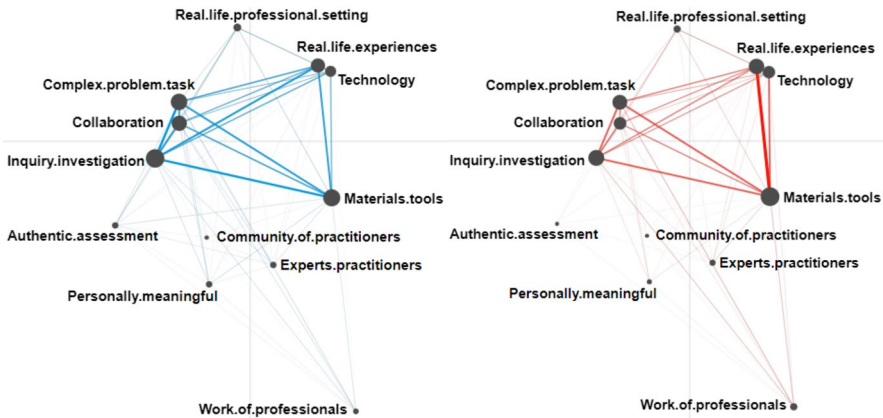 Real.life.professional.setting
Real.life.experiences
Technology
Complex.problem.task
Collaboration
Inquiry.investigation
Materials.tools
Authentic.assessment
Community.of.practitioners
Experts.practitioners
Personally.meaningful
Work.of.professionals
Real.life.professional.setting
Real.life.experiences
Technology
Complex.problem.task
Collaboration
Inquiry.investigation
Materials.tools
Authentic.assessment
Community.of.practitioners
Experts.practitioners
Personally.meaningful
Work.of.professionals